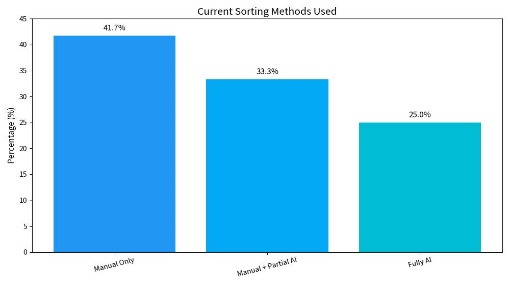 Current Sorting Methods Used
Percentage (%)
45
40
35
30
25
20
15
10
5
0
41.7%
33.3%
25.0%
Manual Only
Manual + Partial AI
Fully AI